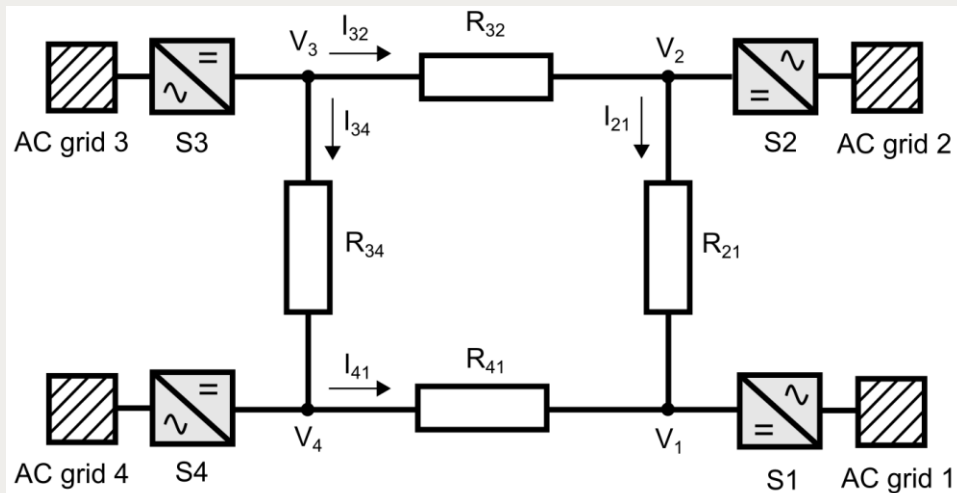 I₃₂ R₃₂
V₃ V₂
AC grid 3 S3 I₃₄ I₂₁ S2 AC grid 2
R₃₄ R₂₁
I₄₁ R₄₁
AC grid 4 S4 V₄ V₁ S1 AC grid 1